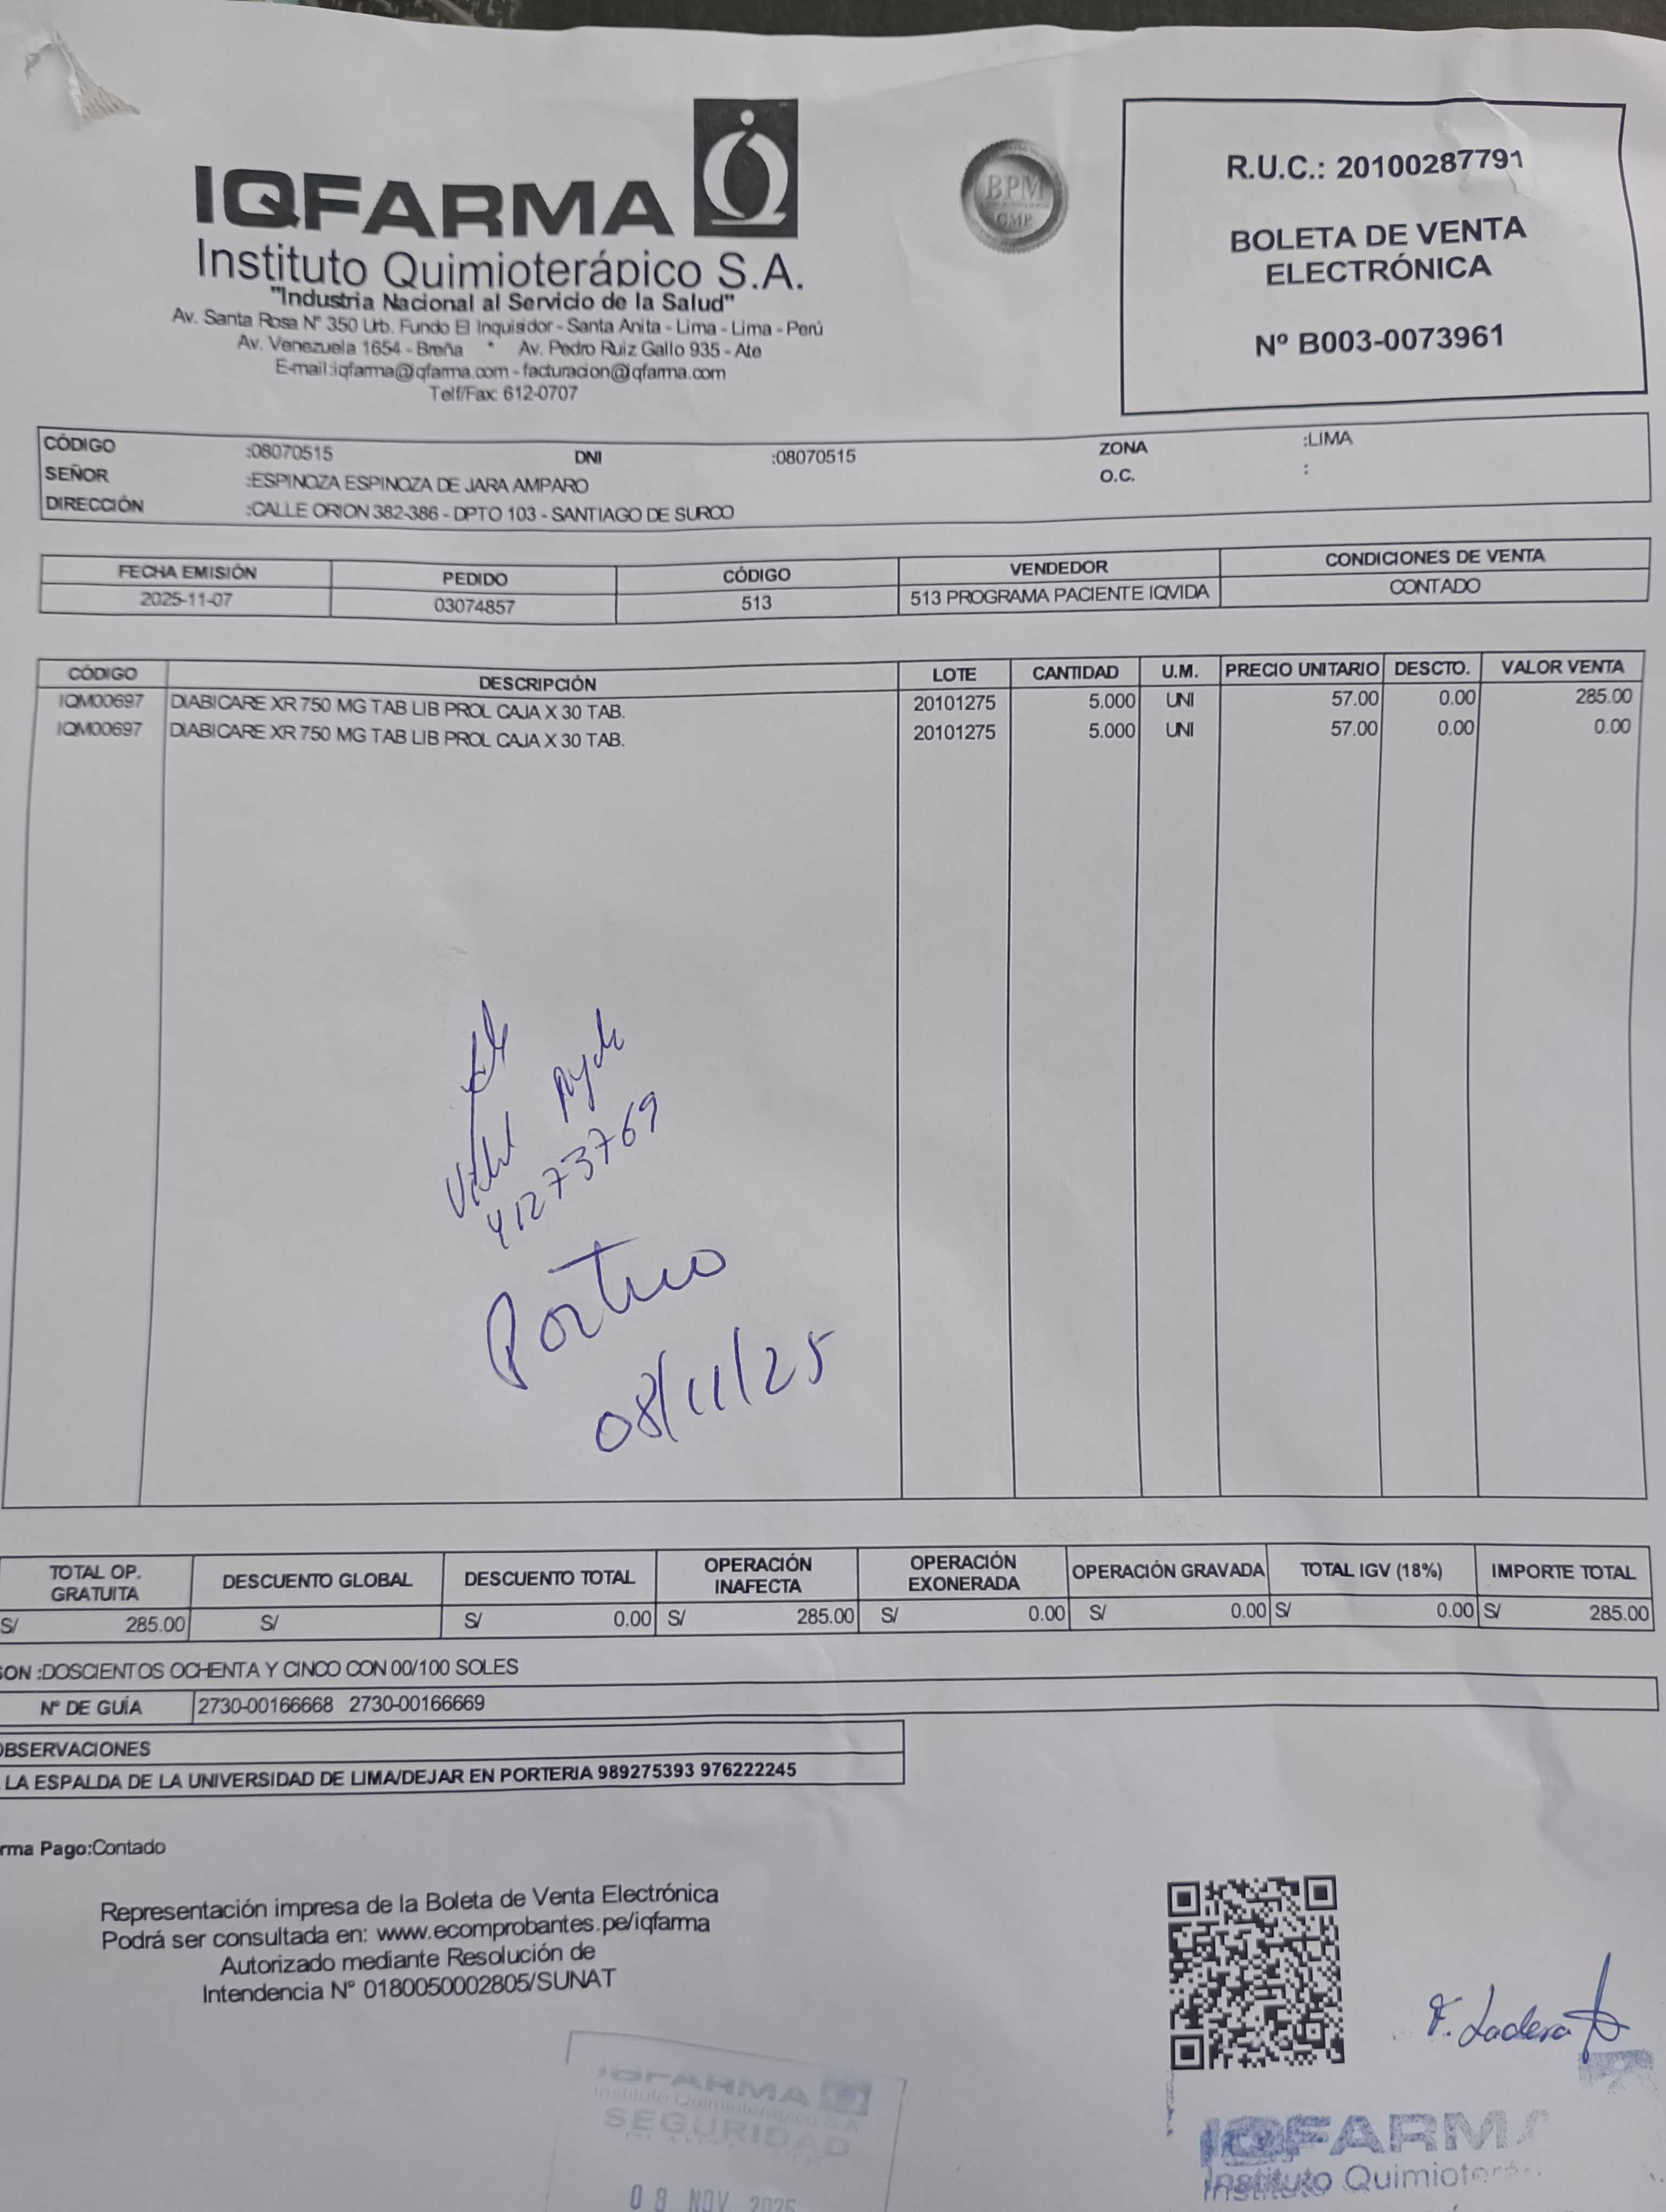 IQFARMA
Instituto Quimioterápico S.A.
"Industria Nacional al Servicio de la Salud"
Av. Santa Rosa Nº 350 Urb. Fundo El Inquisidor - Santa Anita - Lima - Lima - Perú
Av. Venezuela 1654 - Breña * Av. Pedro Ruiz Gallo 935 - Ate
E-mail:iqfarma@iqfarma.com - facturacion@iqfarma.com
Telf/Fax: 612-0707
BPM
GMP
R.U.C.: 20100287791
BOLETA DE VENTA
ELECTRÓNICA
Nº B003-0073961
CÓDIGO :08070515 DNI :08070515 ZONA :LIMA
SEÑOR :ESPINOZA ESPINOZA DE JARA AMPARO O.C. :
DIRECCIÓN :CALLE ORION 382-386 - DPTO 103 - SANTIAGO DE SURCO
FECHA EMISIÓN PEDIDO CÓDIGO VENDEDOR CONDICIONES DE VENTA
2025-11-07 03074857 513 513 PROGRAMA PACIENTE IQVIDA CONTADO
CÓDIGO DESCRIPCIÓN LOTE CANTIDAD U.M. PRECIO UNITARIO DESCTO. VALOR VENTA
IQM00697 DIABICARE XR 750 MG TAB LIB PROL CAJA X 30 TAB. 20101275 5.000 UNI 57.00 0.00 285.00
IQM00697 DIABICARE XR 750 MG TAB LIB PROL CAJA X 30 TAB. 20101275 5.000 UNI 57.00 0.00 0.00
41273769
08/11/25
TOTAL OP. GRATUITA DESCUENTO GLOBAL DESCUENTO TOTAL OPERACIÓN INAFECTA OPERACIÓN EXONERADA OPERACIÓN GRAVADA TOTAL IGV (18%) IMPORTE TOTAL
S/ 285.00 S/ S/ 0.00 S/ 285.00 S/ 0.00 S/ 0.00 S/ 0.00 S/ 285.00
SON :DOSCIENTOS OCHENTA Y CINCO CON 00/100 SOLES
Nº DE GUÍA 2730-00166668 2730-00166669
OBSERVACIONES
LA ESPALDA DE LA UNIVERSIDAD DE LIMA/DEJAR EN PORTERIA 989275393 976222245
rma Pago:Contado
Representación impresa de la Boleta de Venta Electrónica
Podrá ser consultada en: www.ecomprobantes.pe/iqfarma
Autorizado mediante Resolución de
Intendencia Nº 0180050002805/SUNAT
F. Ladera
IQFARMA
Instituto Quimioterápico S.A.
SEGURIDAD
08 NOV 2025
IQFARMA
Instituto Quimioterá